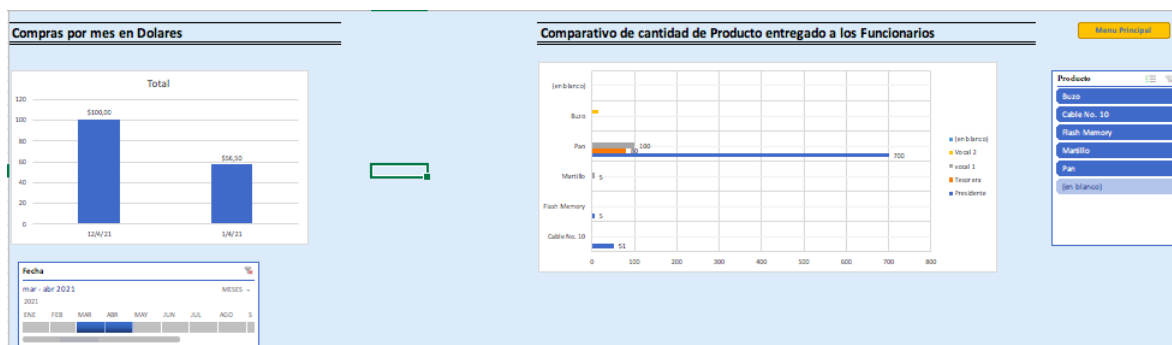 Compras por mes en Dolares
Comparativo de cantidad de Producto entregado a los Funcionarios
Menu Principal
Total
120
100
80
60
40
20
0
$100,00
$56,50
12/4/21
1/4/21
(en blanco)
Buzo
Pan
Martillo
Flash Memory
Cable No. 10
100
80
700
5
5
51
0 100 200 300 400 500 600 700 800
(en blanco)
Vocal 2
vocal 1
Tesorera
Presidente
Producto
Buzo
Cable No. 10
Flash Memory
Martillo
Pan
(en blanco)
Fecha
mar - abr 2021
MESES
2021
ENE FEB MAR ABR MAY JUN JUL AGO S